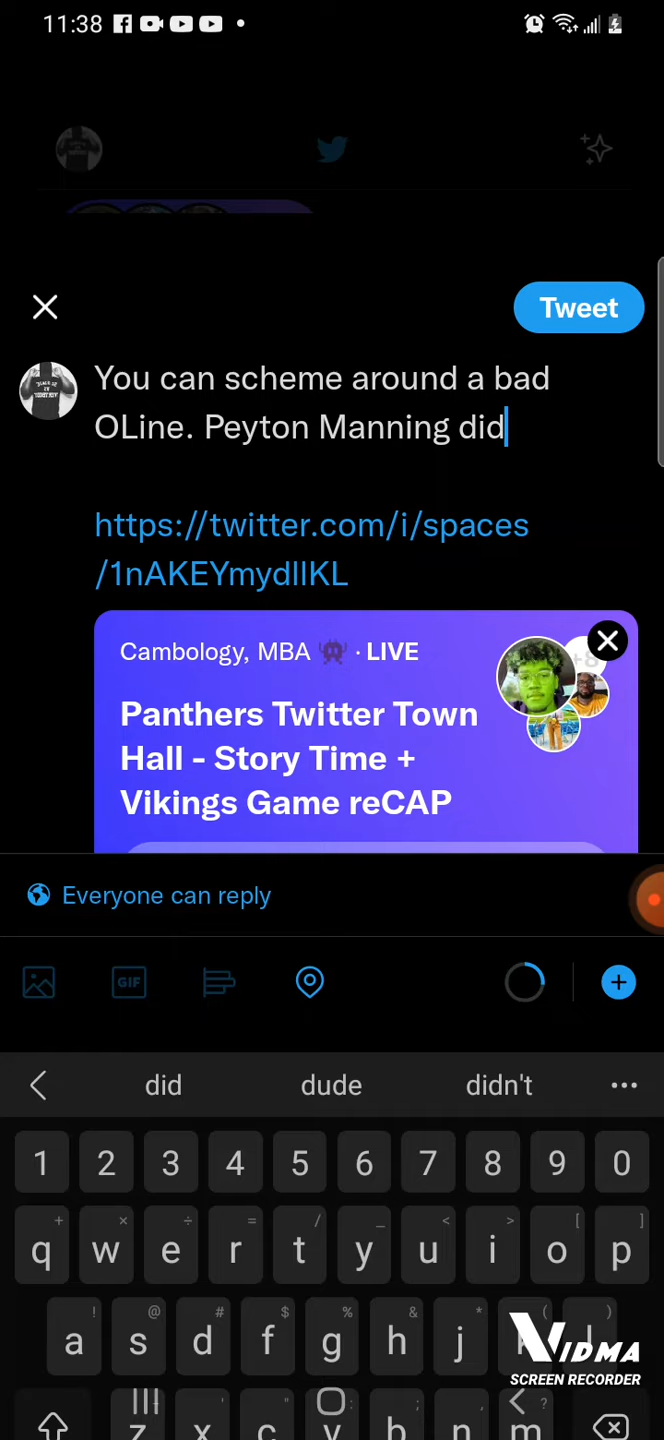 11:38
Tweet
You can scheme around a bad
OLine. Peyton Manning did
https://twitter.com/i/spaces
/1nAKEYmydllKL
Cambology, MBA · LIVE
+8
Panthers Twitter Town
Hall - Story Time +
Vikings Game reCAP
Everyone can reply
GIF
did dude didn't
1 2 3 4 5 6 7 8 9 0
+ × ÷ = / _ < > [ ]
q w e r t y u i o p
! @ # $ % & * ( )
a s d f g h j k l
' " : ; ?
z x c v b n m
VIDMA
SCREEN RECORDER